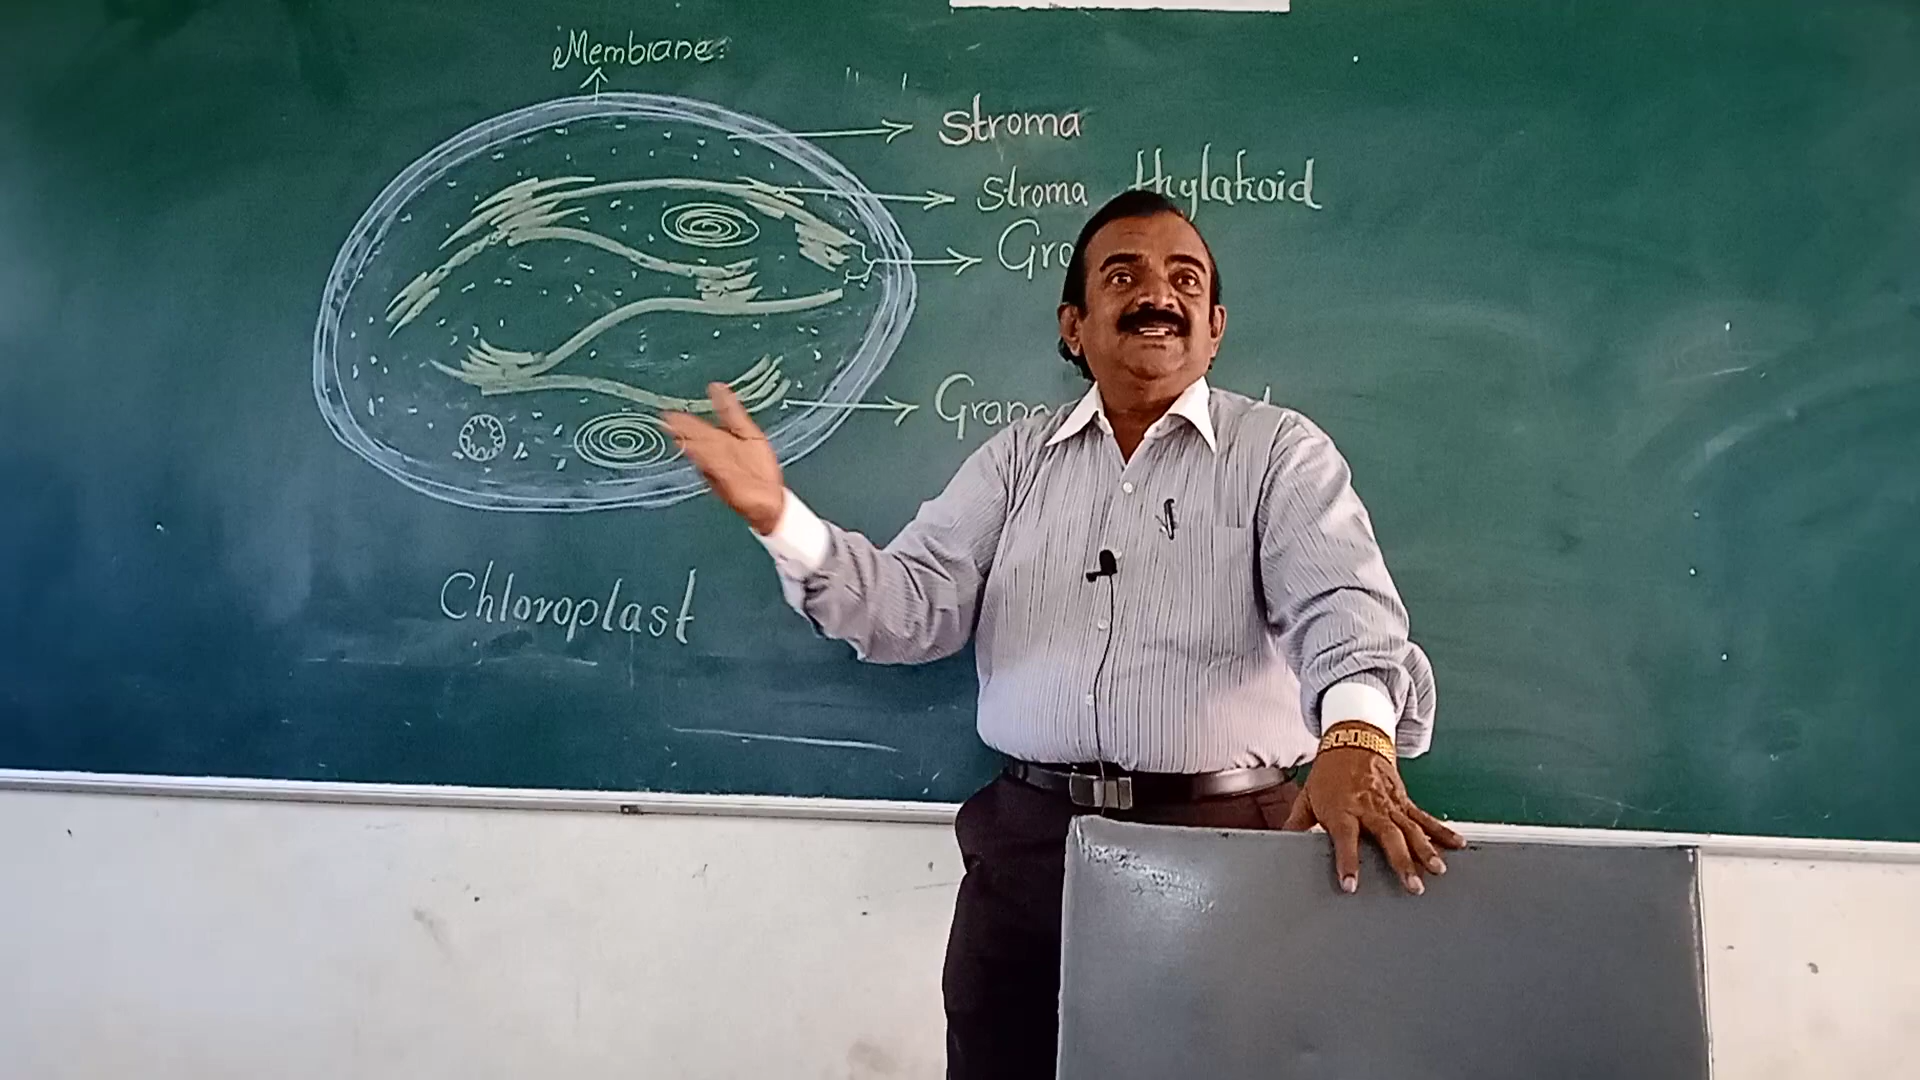 Membrane
Stroma
Stroma thylakoid
Chloroplast